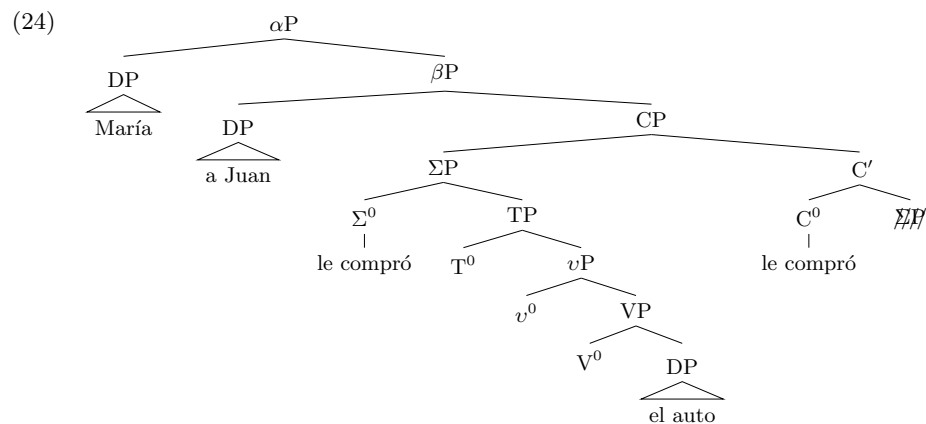 (24)
αP
DP
βP
María
DP
CP
a Juan
ΣP
C′
Σ⁰
TP
C⁰
ΣP
le compró
T⁰
υP
le compró
υ⁰
VP
V⁰
DP
el auto